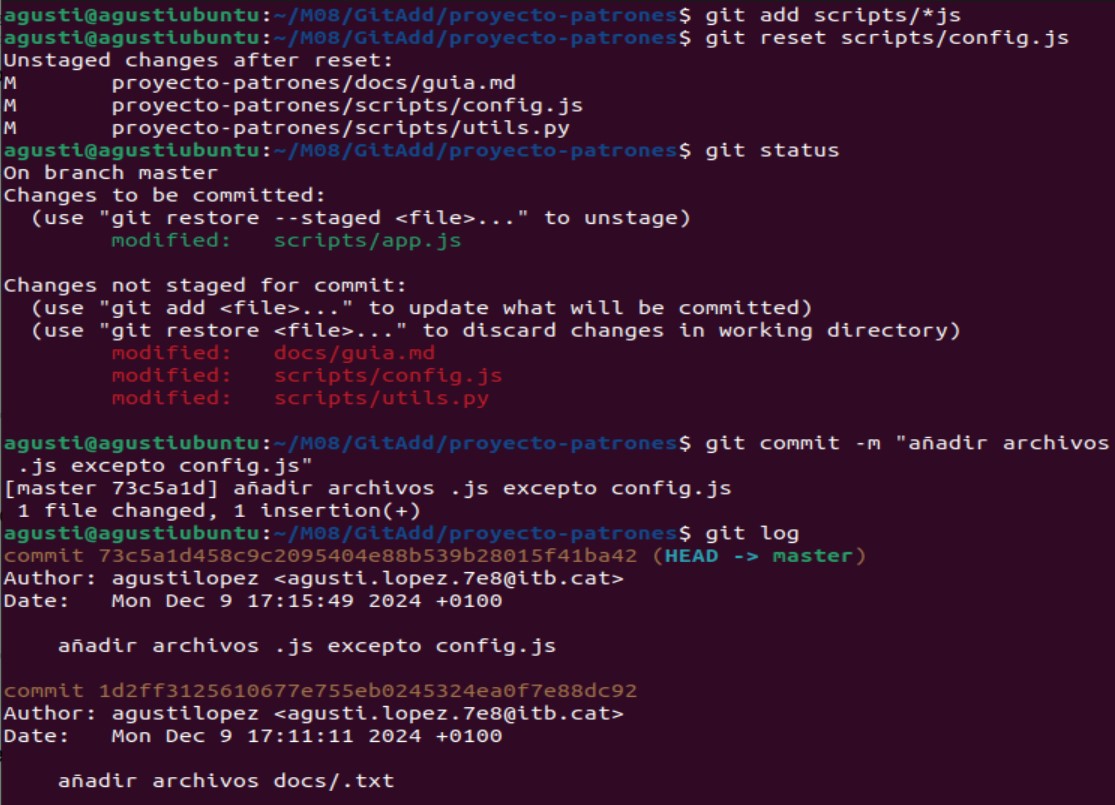 agusti@agustiubuntu:~/M08/GitAdd/proyecto-patrones$ git add scripts/*js
agusti@agustiubuntu:~/M08/GitAdd/proyecto-patrones$ git reset scripts/config.js
Unstaged changes after reset:
M       proyecto-patrones/docs/guia.md
M       proyecto-patrones/scripts/config.js
M       proyecto-patrones/scripts/utils.py
agusti@agustiubuntu:~/M08/GitAdd/proyecto-patrones$ git status
On branch master
Changes to be committed:
  (use "git restore --staged <file>..." to unstage)
        modified:   scripts/app.js

Changes not staged for commit:
  (use "git add <file>..." to update what will be committed)
  (use "git restore <file>..." to discard changes in working directory)
        modified:   docs/guia.md
        modified:   scripts/config.js
        modified:   scripts/utils.py

agusti@agustiubuntu:~/M08/GitAdd/proyecto-patrones$ git commit -m "añadir archivos
 .js excepto config.js"
[master 73c5a1d] añadir archivos .js excepto config.js
 1 file changed, 1 insertion(+)
agusti@agustiubuntu:~/M08/GitAdd/proyecto-patrones$ git log
commit 73c5a1d458c9c2095404e88b539b28015f41ba42 (HEAD -> master)
Author: agustilopez <agusti.lopez.7e8@itb.cat>
Date:   Mon Dec 9 17:15:49 2024 +0100

    añadir archivos .js excepto config.js

commit 1d2ff3125610677e755eb0245324ea0f7e88dc92
Author: agustilopez <agusti.lopez.7e8@itb.cat>
Date:   Mon Dec 9 17:11:11 2024 +0100

    añadir archivos docs/.txt